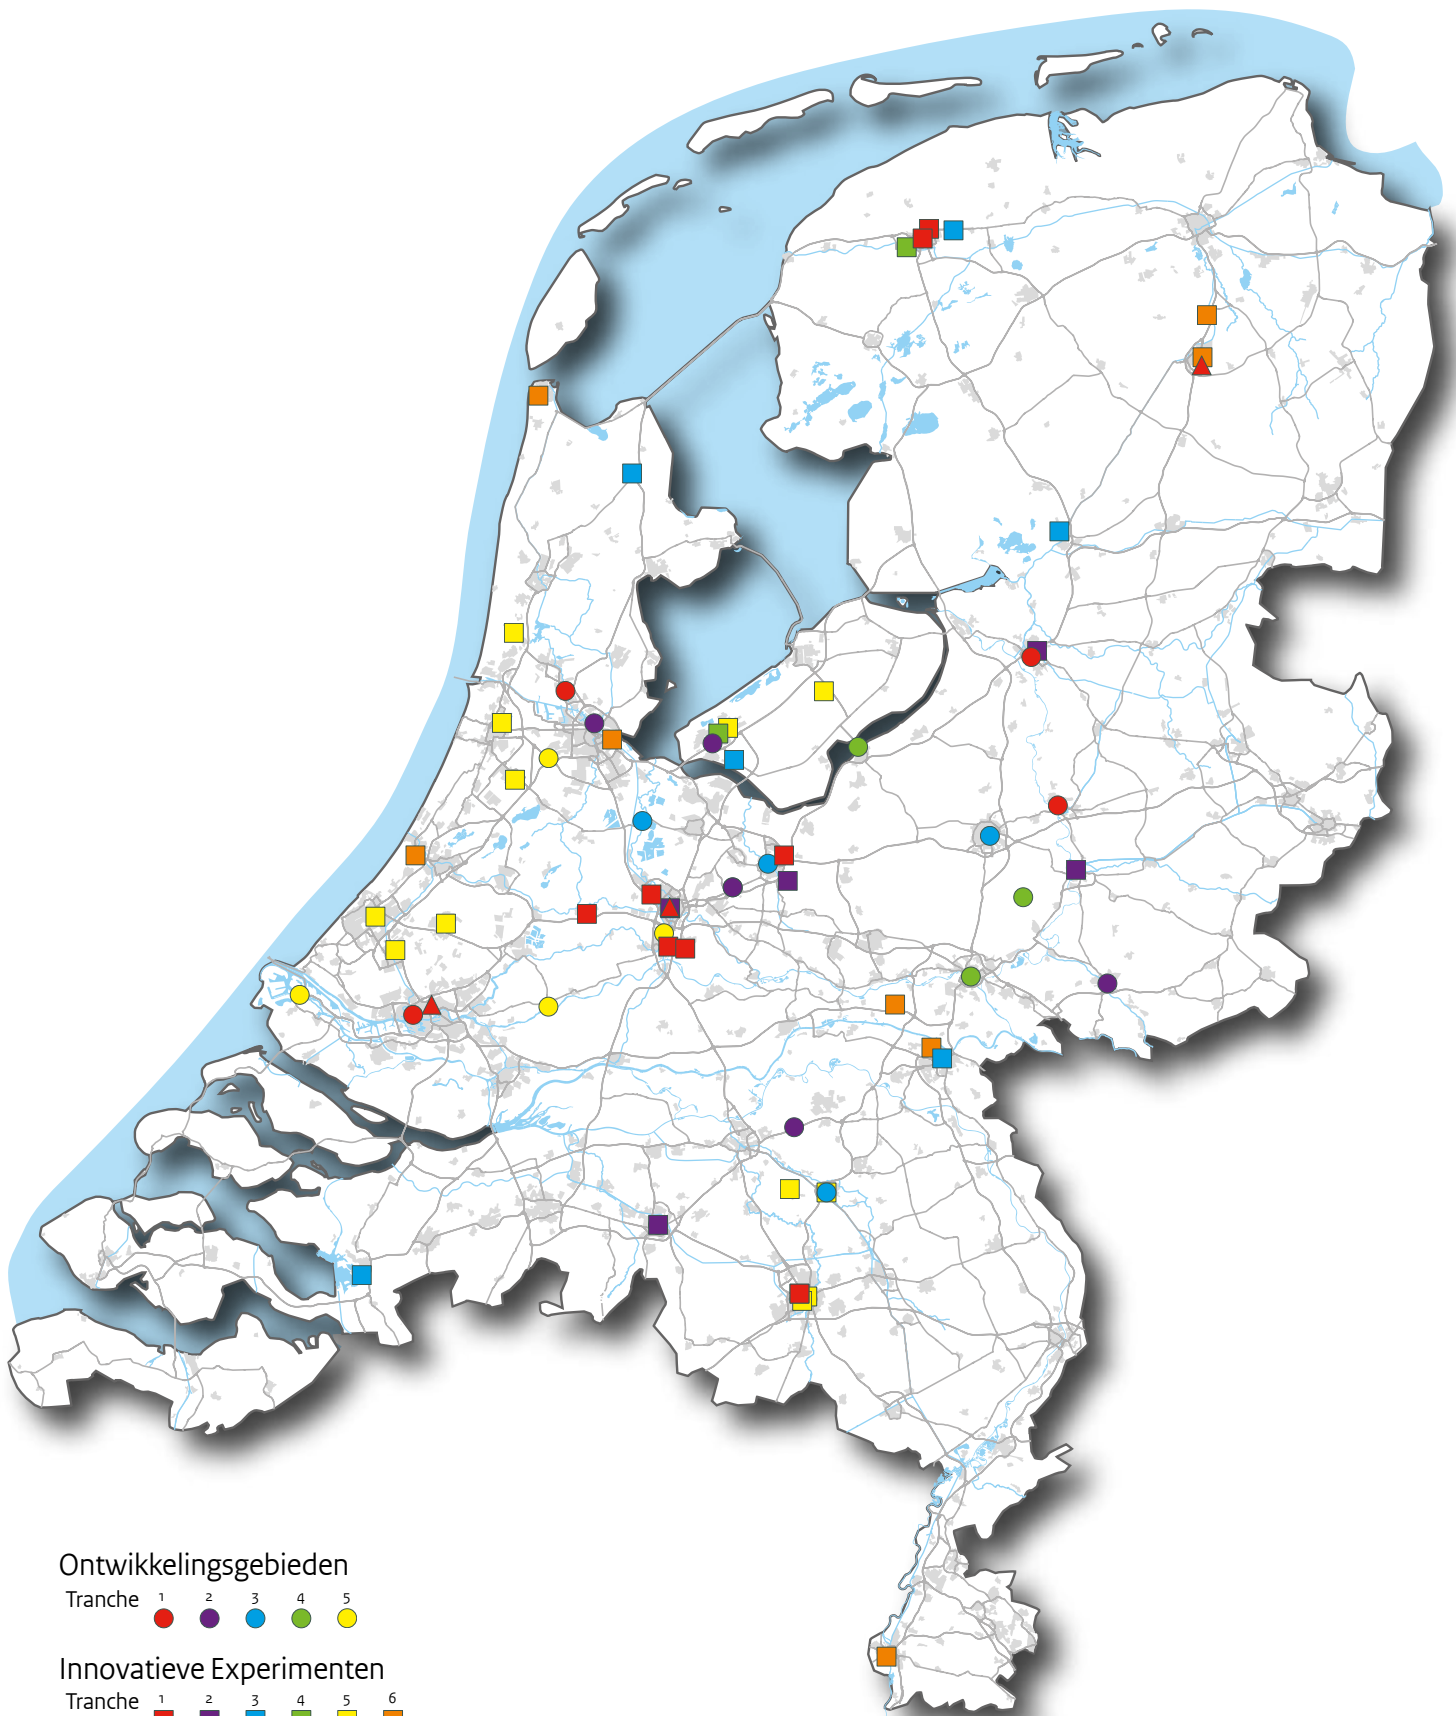 Ontwikkelingsgebieden
Tranche 1 2 3 4 5
Innovatieve Experimenten
Tranche 1 2 3 4 5 6